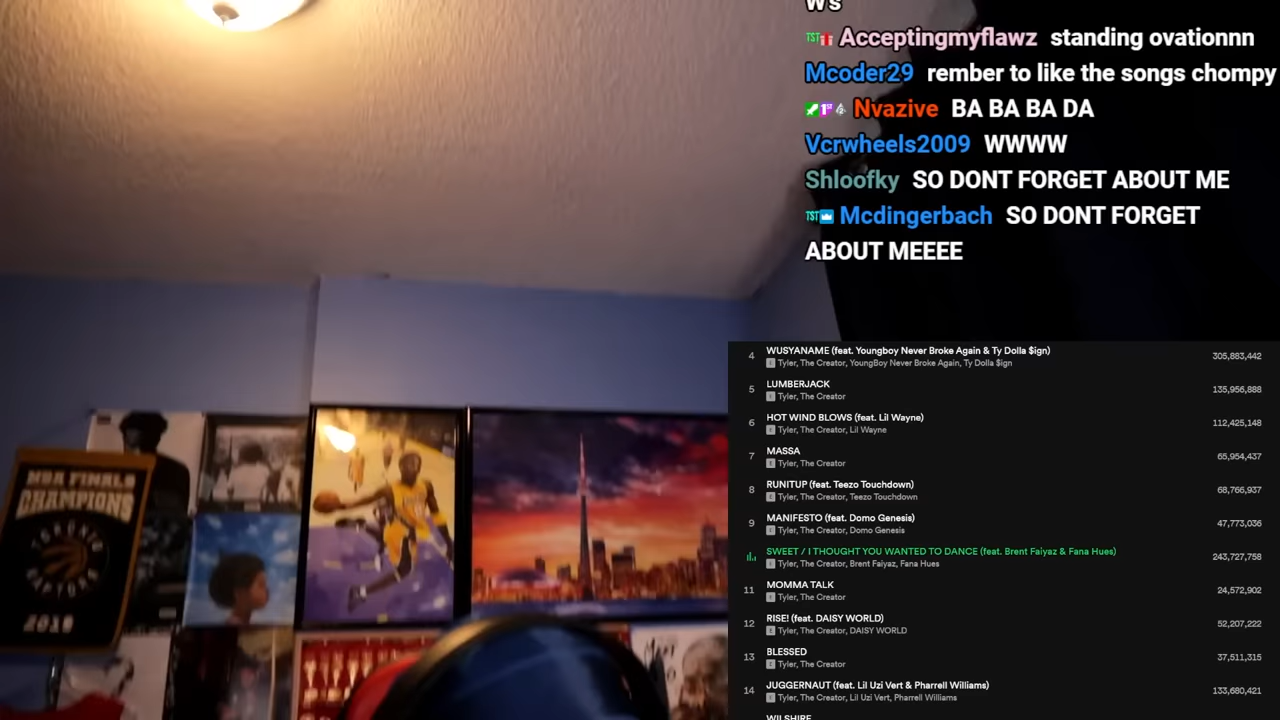 Ws
Acceptingmyflawz standing ovationnn
Mcoder29 rember to like the songs chompy
Nvazive BA BA BA DA
Vcrwheels2009 WWWW
Shloofky SO DONT FORGET ABOUT ME
Mcdingerbach SO DONT FORGET
ABOUT MEEEE
4 WUSYANAME (feat. Youngboy Never Broke Again & Ty Dolla $ign) 305,883,442
E Tyler, The Creator, YoungBoy Never Broke Again, Ty Dolla $ign
5 LUMBERJACK 135,956,888
E Tyler, The Creator
6 HOT WIND BLOWS (feat. Lil Wayne) 112,425,148
E Tyler, The Creator, Lil Wayne
7 MASSA 65,954,437
E Tyler, The Creator
8 RUNITUP (feat. Teezo Touchdown) 68,766,937
E Tyler, The Creator, Teezo Touchdown
9 MANIFESTO (feat. Domo Genesis) 47,773,036
E Tyler, The Creator, Domo Genesis
SWEET / I THOUGHT YOU WANTED TO DANCE (feat. Brent Faiyaz & Fana Hues) 243,727,758
E Tyler, The Creator, Brent Faiyaz, Fana Hues
11 MOMMA TALK 24,572,902
E Tyler, The Creator
12 RISE! (feat. DAISY WORLD) 52,207,222
E Tyler, The Creator, DAISY WORLD
13 BLESSED 37,511,315
E Tyler, The Creator
14 JUGGERNAUT (feat. Lil Uzi Vert & Pharrell Williams) 133,680,421
E Tyler, The Creator, Lil Uzi Vert, Pharrell Williams
WILSHIRE
NBA FINALS
CHAMPIONS
TORONTO
RAPTORS
2019